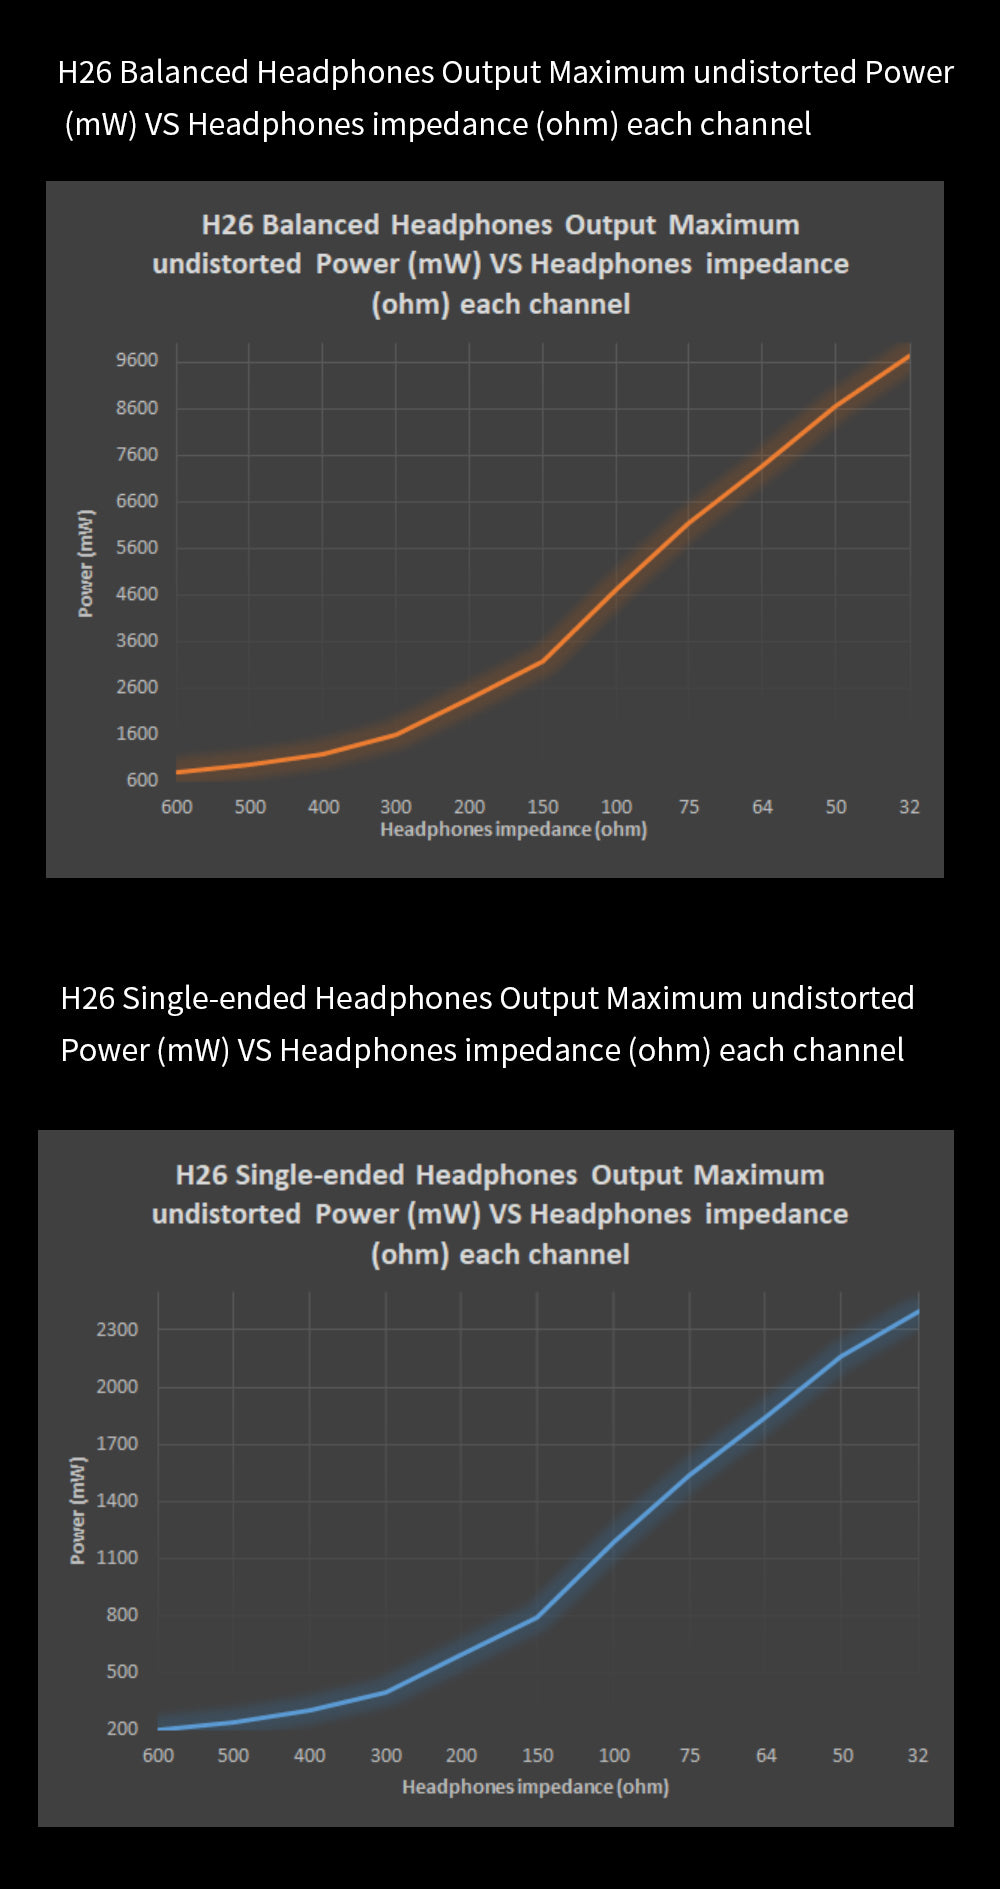 H26 Balanced Headphones Output Maximum undistorted Power
(mW) VS Headphones impedance (ohm) each channel
H26 Balanced Headphones Output Maximum
undistorted Power (mW) VS Headphones impedance
(ohm) each channel
9600
8600
7600
6600
5600
4600
3600
2600
1600
600
Power (mW)
600 500 400 300 200 150 100 75 64 50 32
Headphones impedance (ohm)
H26 Single-ended Headphones Output Maximum undistorted
Power (mW) VS Headphones impedance (ohm) each channel
H26 Single-ended Headphones Output Maximum
undistorted Power (mW) VS Headphones impedance
(ohm) each channel
2300
2000
1700
1400
1100
800
500
200
Power (mW)
600 500 400 300 200 150 100 75 64 50 32
Headphones impedance (ohm)